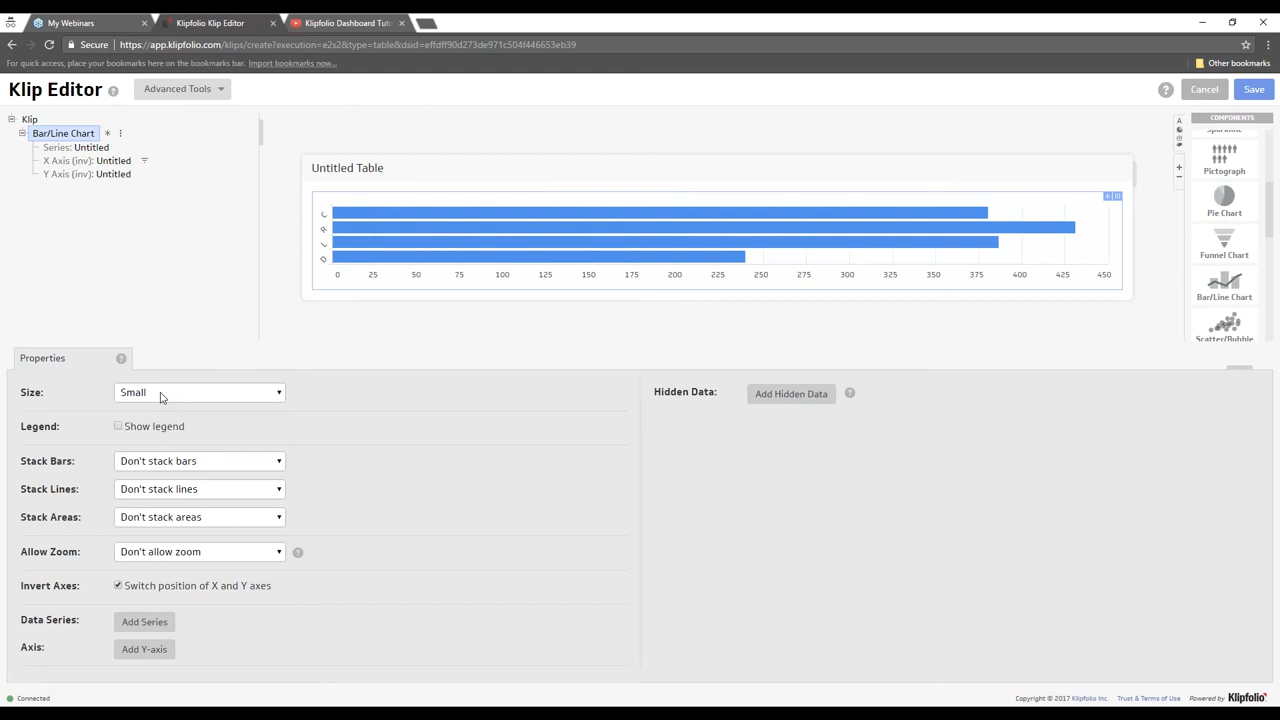 My Webinars
Klipfolio Klip Editor
Klipfolio Dashboard Tuto
Secure
https://app.klipfolio.com/klips/create?execution=e2s2&type=table&dsid=effdff90d273de971c504f446653eb39
For quick access, place your bookmarks here on the bookmarks bar. Import bookmarks now...
Other bookmarks
Klip Editor
Advanced Tools
Cancel
Save
Klip
Bar/Line Chart
Series: Untitled
X Axis (inv): Untitled
Y Axis (inv): Untitled
Untitled Table
0 25 50 75 100 125 150 175 200 225 250 275 300 325 350 375 400 425 450
COMPONENTS
Sparkline
Pictograph
Pie Chart
Funnel Chart
Bar/Line Chart
Scatter/Bubble
Properties
Size: Small
Legend: Show legend
Stack Bars: Don't stack bars
Stack Lines: Don't stack lines
Stack Areas: Don't stack areas
Allow Zoom: Don't allow zoom
Invert Axes: Switch position of X and Y axes
Data Series: Add Series
Axis: Add Y-axis
Hidden Data: Add Hidden Data
Connected
Copyright © 2017 Klipfolio Inc. Trust & Terms of Use Powered by Klipfolio